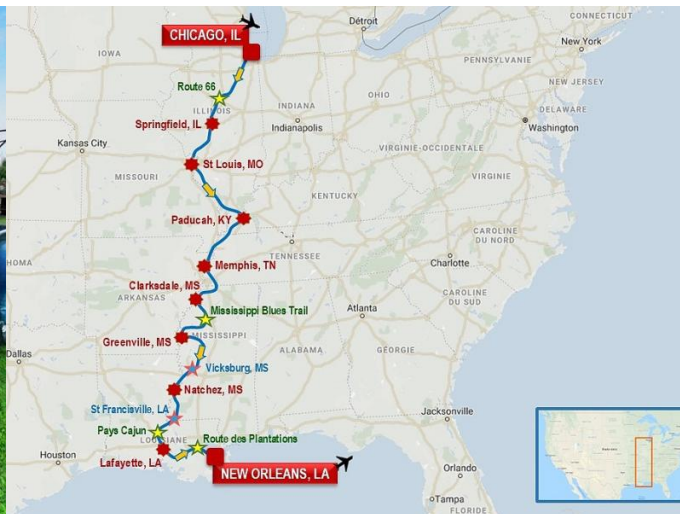 CONNECTICUT
Détroit
CHICAGO, IL
New York
IOWA
PENNSYLVANIE
Route 66
NEW JERSEY
OHIO
ILLINOIS
INDIANA
DELAWARE
Springfield, IL
Indianapolis
Washington
Kansas City
VIRGINIE-OCCIDENTALE
St Louis, MO
MISSOURI
VIRGINIE
KENTUCKY
Paducah, KY
CAROLINE
DU NORD
TENNESSEE
HOMA
Memphis, TN
Charlotte
Clarksdale, MS
ARKANSAS
CAROLINE
DU SUD
Mississippi Blues Trail
Atlanta
Greenville, MS
MISSISSIPPI
ALABAMA
GÉORGIE
Dallas
Vicksburg, MS
Natchez, MS
St Francisville, LA
Jacksonville
Pays Cajun
LOUISIANE
Route des Plantations
Houston
Lafayette, LA
NEW ORLEANS, LA
Orlando
Tampa
FLORIDE